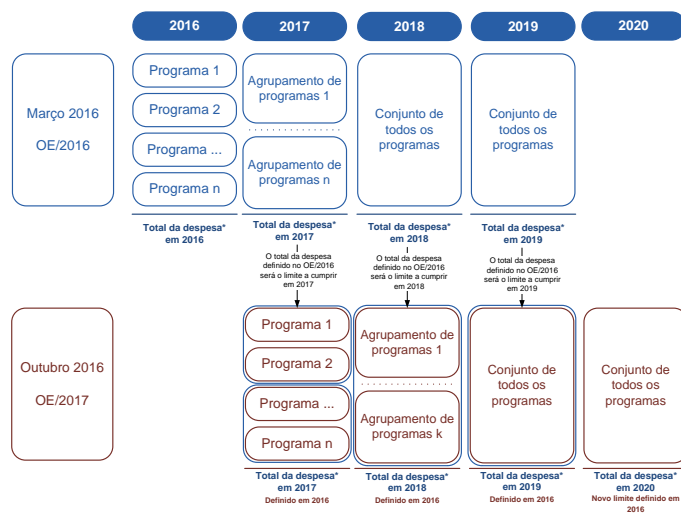 2016
2017
2018
2019
2020
Março 2016
OE/2016
Programa 1
Programa 2
Programa ...
Programa n
Agrupamento de
programas 1
Agrupamento de
programas n
Conjunto de
todos os
programas
Conjunto de
todos os
programas
Total da despesa*
em 2016
Total da despesa*
em 2017
Total da despesa*
em 2018
Total da despesa*
em 2019
O total da despesa
definido no OE/2016
será o limite a cumprir
em 2017
O total da despesa
definido no OE/2016
será o limite a cumprir
em 2018
O total da despesa
definido no OE/2016
será o limite a cumprir
em 2019
Outubro 2016
OE/2017
Programa 1
Programa 2
Programa ...
Programa n
Agrupamento de
programas 1
Agrupamento de
programas k
Conjunto de
todos os
programas
Conjunto de
todos os
programas
Total da despesa*
em 2017
Definido em 2016
Total da despesa*
em 2018
Definido em 2016
Total da despesa*
em 2019
Definido em 2016
Total da despesa*
em 2020
Novo limite definido em
2016